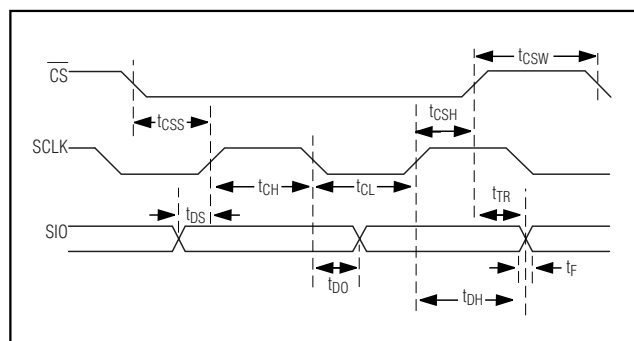 CS
tCSW
tCSS
tCSH
SCLK
tCH
tCL
tTR
tDS
SIO
tDO
tDH
tF